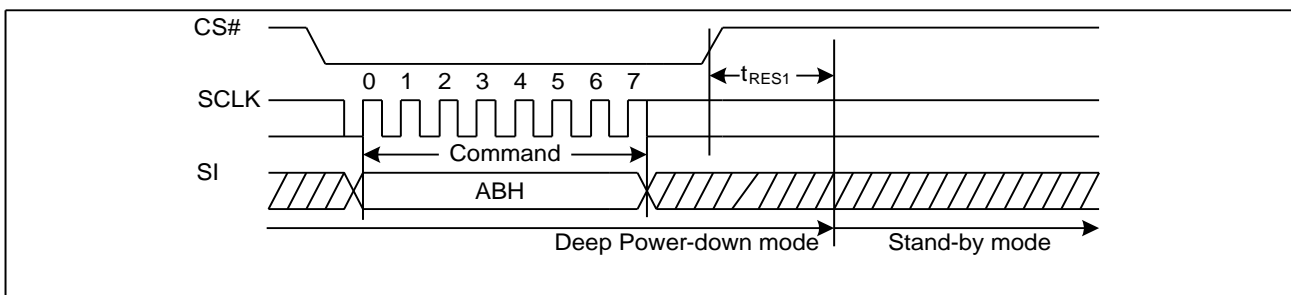 CS#
tRES1
0 1 2 3 4 5 6 7
SCLK
Command
SI
ABH
Deep Power-down mode Stand-by mode